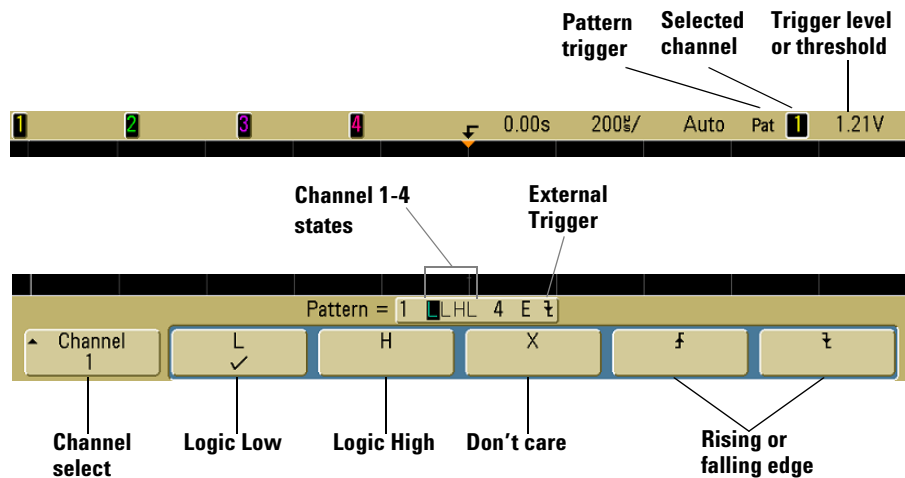 Pattern trigger
Selected channel
Trigger level or threshold
1 2 3 4 0.00s 200㎲/ Auto Pat 1 1.21V
Channel 1-4 states
External Trigger
Pattern = 1 LLHL 4 E Ɨ
Channel 1
L ✓
H
X
Channel select
Logic Low
Logic High
Don't care
Rising or falling edge